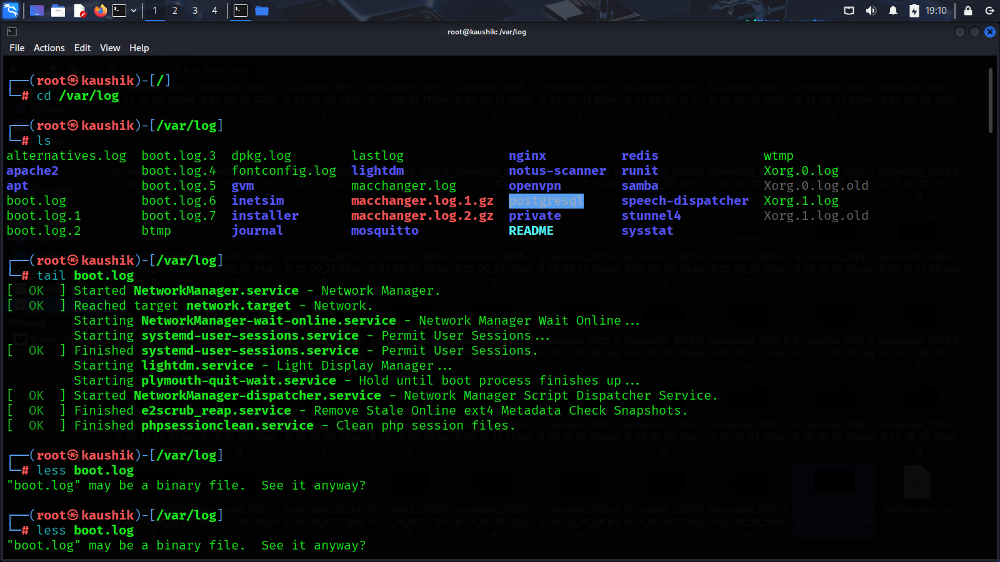 1 2 3 4 19:10
root@kaushik: /var/log
File Actions Edit View Help
┌──(root㉿kaushik)-[/]
└─# cd /var/log
┌──(root㉿kaushik)-[/var/log]
└─# ls
alternatives.log boot.log.3 dpkg.log lastlog nginx redis wtmp
apache2 boot.log.4 fontconfig.log lightdm notus-scanner runit Xorg.0.log
apt boot.log.5 gvm macchanger.log openvpn samba Xorg.0.log.old
boot.log boot.log.6 inetsim macchanger.log.1.gz postgresql speech-dispatcher Xorg.1.log
boot.log.1 boot.log.7 installer macchanger.log.2.gz private stunnel4 Xorg.1.log.old
boot.log.2 btmp journal mosquitto README sysstat
┌──(root㉿kaushik)-[/var/log]
└─# tail boot.log
[  OK  ] Started NetworkManager.service - Network Manager.
[  OK  ] Reached target network.target - Network.
Starting NetworkManager-wait-online.service - Network Manager Wait Online...
Starting systemd-user-sessions.service - Permit User Sessions...
[  OK  ] Finished systemd-user-sessions.service - Permit User Sessions.
Starting lightdm.service - Light Display Manager...
Starting plymouth-quit-wait.service - Hold until boot process finishes up...
[  OK  ] Started NetworkManager-dispatcher.service - Network Manager Script Dispatcher Service.
[  OK  ] Finished e2scrub_reap.service - Remove Stale Online ext4 Metadata Check Snapshots.
[  OK  ] Finished phpsessionclean.service - Clean php session files.
┌──(root㉿kaushik)-[/var/log]
└─# less boot.log
"boot.log" may be a binary file.  See it anyway?
┌──(root㉿kaushik)-[/var/log]
└─# less boot.log
"boot.log" may be a binary file.  See it anyway?